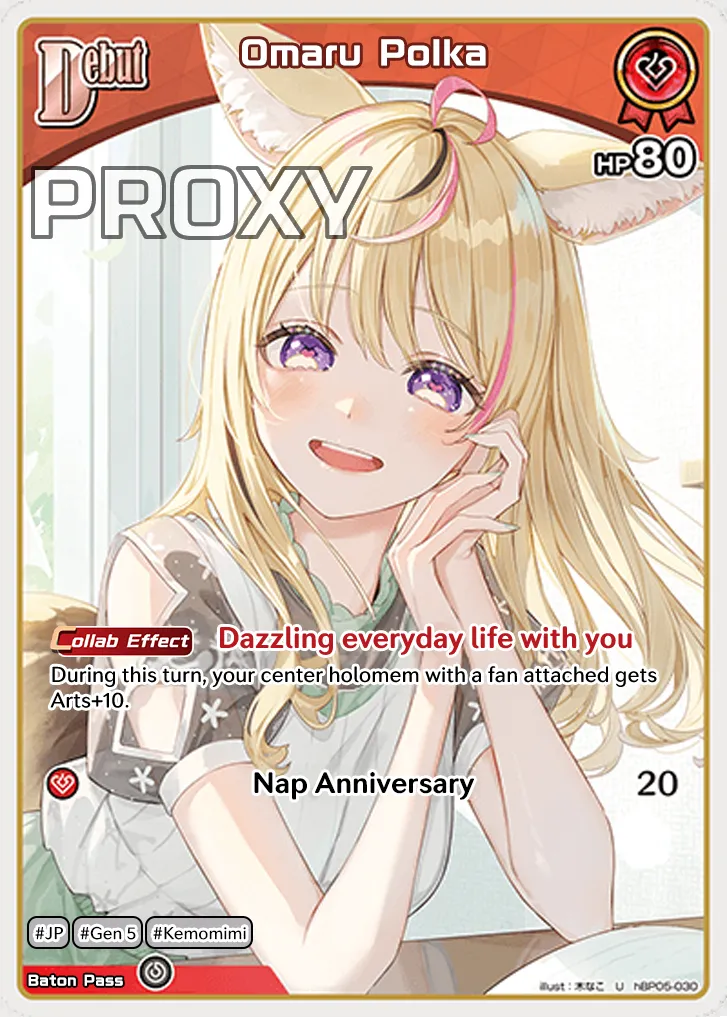 Debut
Omaru Polka
HP80
PROXY
Collab Effect Dazzling everyday life with you
During this turn, your center holomem with a fan attached gets
Arts+10.
Nap Anniversary 20
#JP #Gen 5 #Kemomimi
Baton Pass
illust : 木なこ U hBP05-030